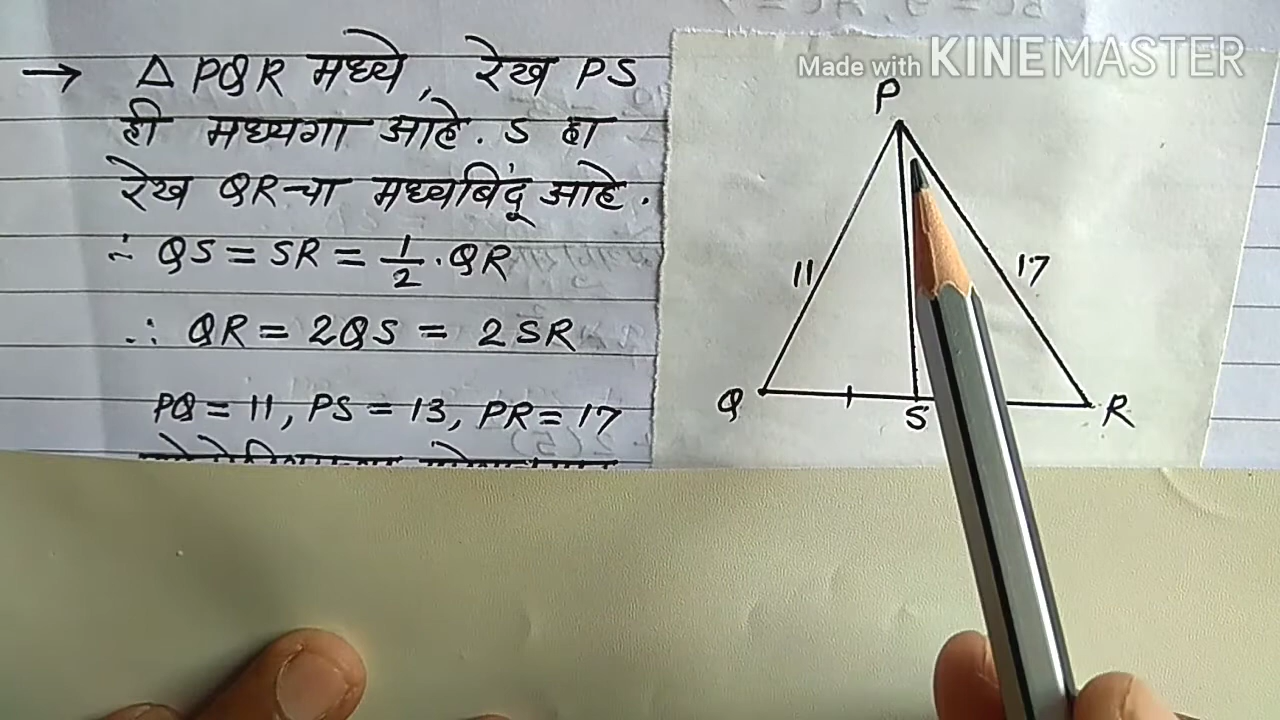 → △ PQR मध्ये, रेख PS
ही मध्यगा आहे. S हा
रेख QR-चा मध्यबिंदू आहे.
∴ QS = SR = 1/2 · QR
∴ QR = 2QS = 2SR
PQ = 11, PS = 13, PR = 17
Made with KINEMASTER
P
11
17
Q
S
R